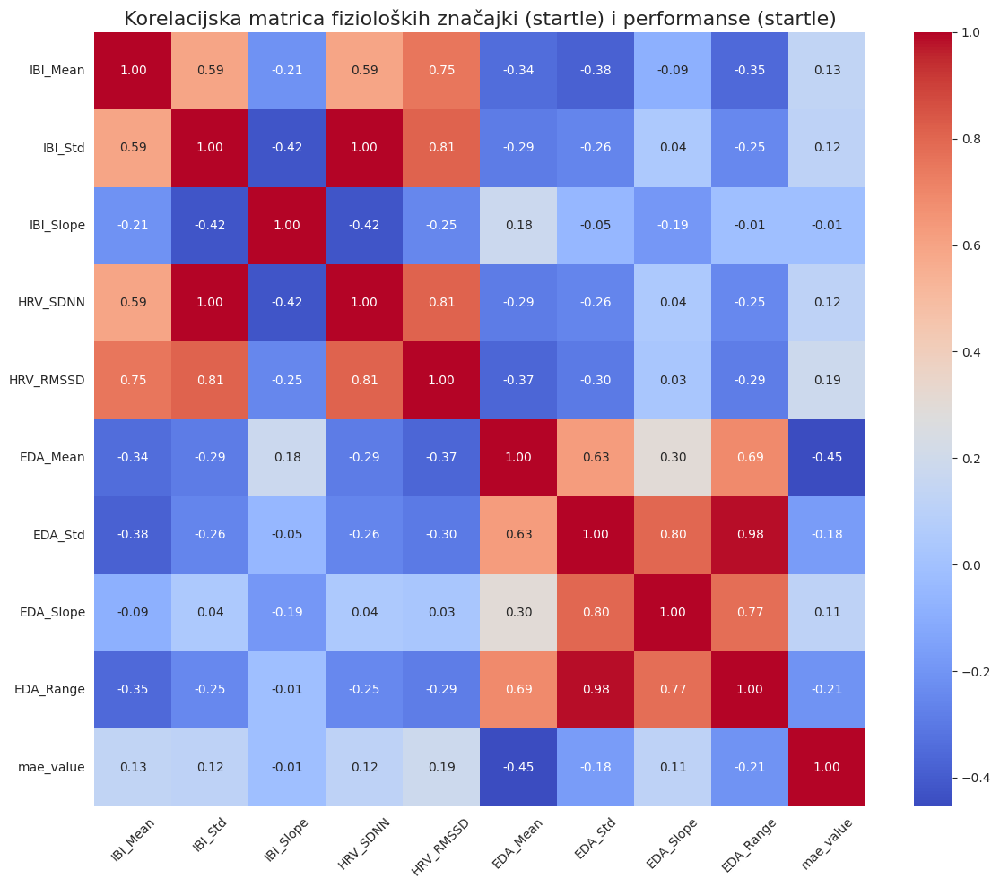 Korelacijska matrica fizioloških značajki (startle) i performanse (startle)
IBI_Mean 1.00 0.59 -0.21 0.59 0.75 -0.34 -0.38 -0.09 -0.35 0.13
IBI_Std 0.59 1.00 -0.42 1.00 0.81 -0.29 -0.26 0.04 -0.25 0.12
IBI_Slope -0.21 -0.42 1.00 -0.42 -0.25 0.18 -0.05 -0.19 -0.01 -0.01
HRV_SDNN 0.59 1.00 -0.42 1.00 0.81 -0.29 -0.26 0.04 -0.25 0.12
HRV_RMSSD 0.75 0.81 -0.25 0.81 1.00 -0.37 -0.30 0.03 -0.29 0.19
EDA_Mean -0.34 -0.29 0.18 -0.29 -0.37 1.00 0.63 0.30 0.69 -0.45
EDA_Std -0.38 -0.26 -0.05 -0.26 -0.30 0.63 1.00 0.80 0.98 -0.18
EDA_Slope -0.09 0.04 -0.19 0.04 0.03 0.30 0.80 1.00 0.77 0.11
EDA_Range -0.35 -0.25 -0.01 -0.25 -0.29 0.69 0.98 0.77 1.00 -0.21
mae_value 0.13 0.12 -0.01 0.12 0.19 -0.45 -0.18 0.11 -0.21 1.00
IBI_Mean IBI_Std IBI_Slope HRV_SDNN HRV_RMSSD EDA_Mean EDA_Std EDA_Slope EDA_Range mae_value
1.0
0.8
0.6
0.4
0.2
0.0
−0.2
−0.4